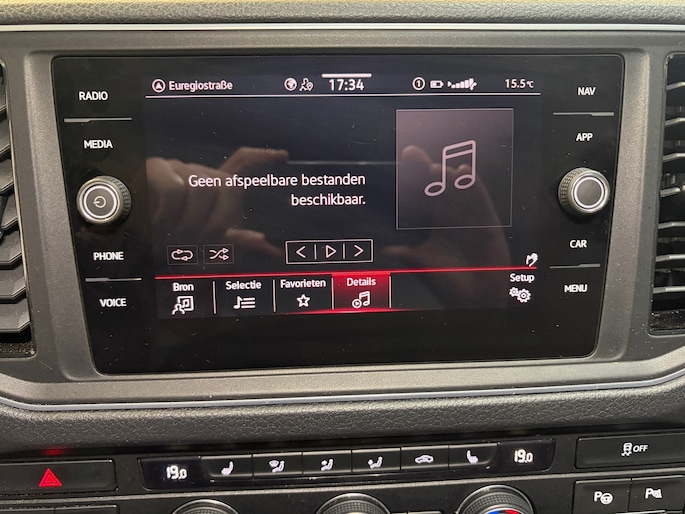 RADIO
MEDIA
PHONE
VOICE
Euregiostraße
17:34
1
15.5°C
NAV
APP
CAR
MENU
Geen afspeelbare bestanden
beschikbaar.
Bron
Selectie
Favorieten
Details
Setup
19.0
19.0
OFF
P
P